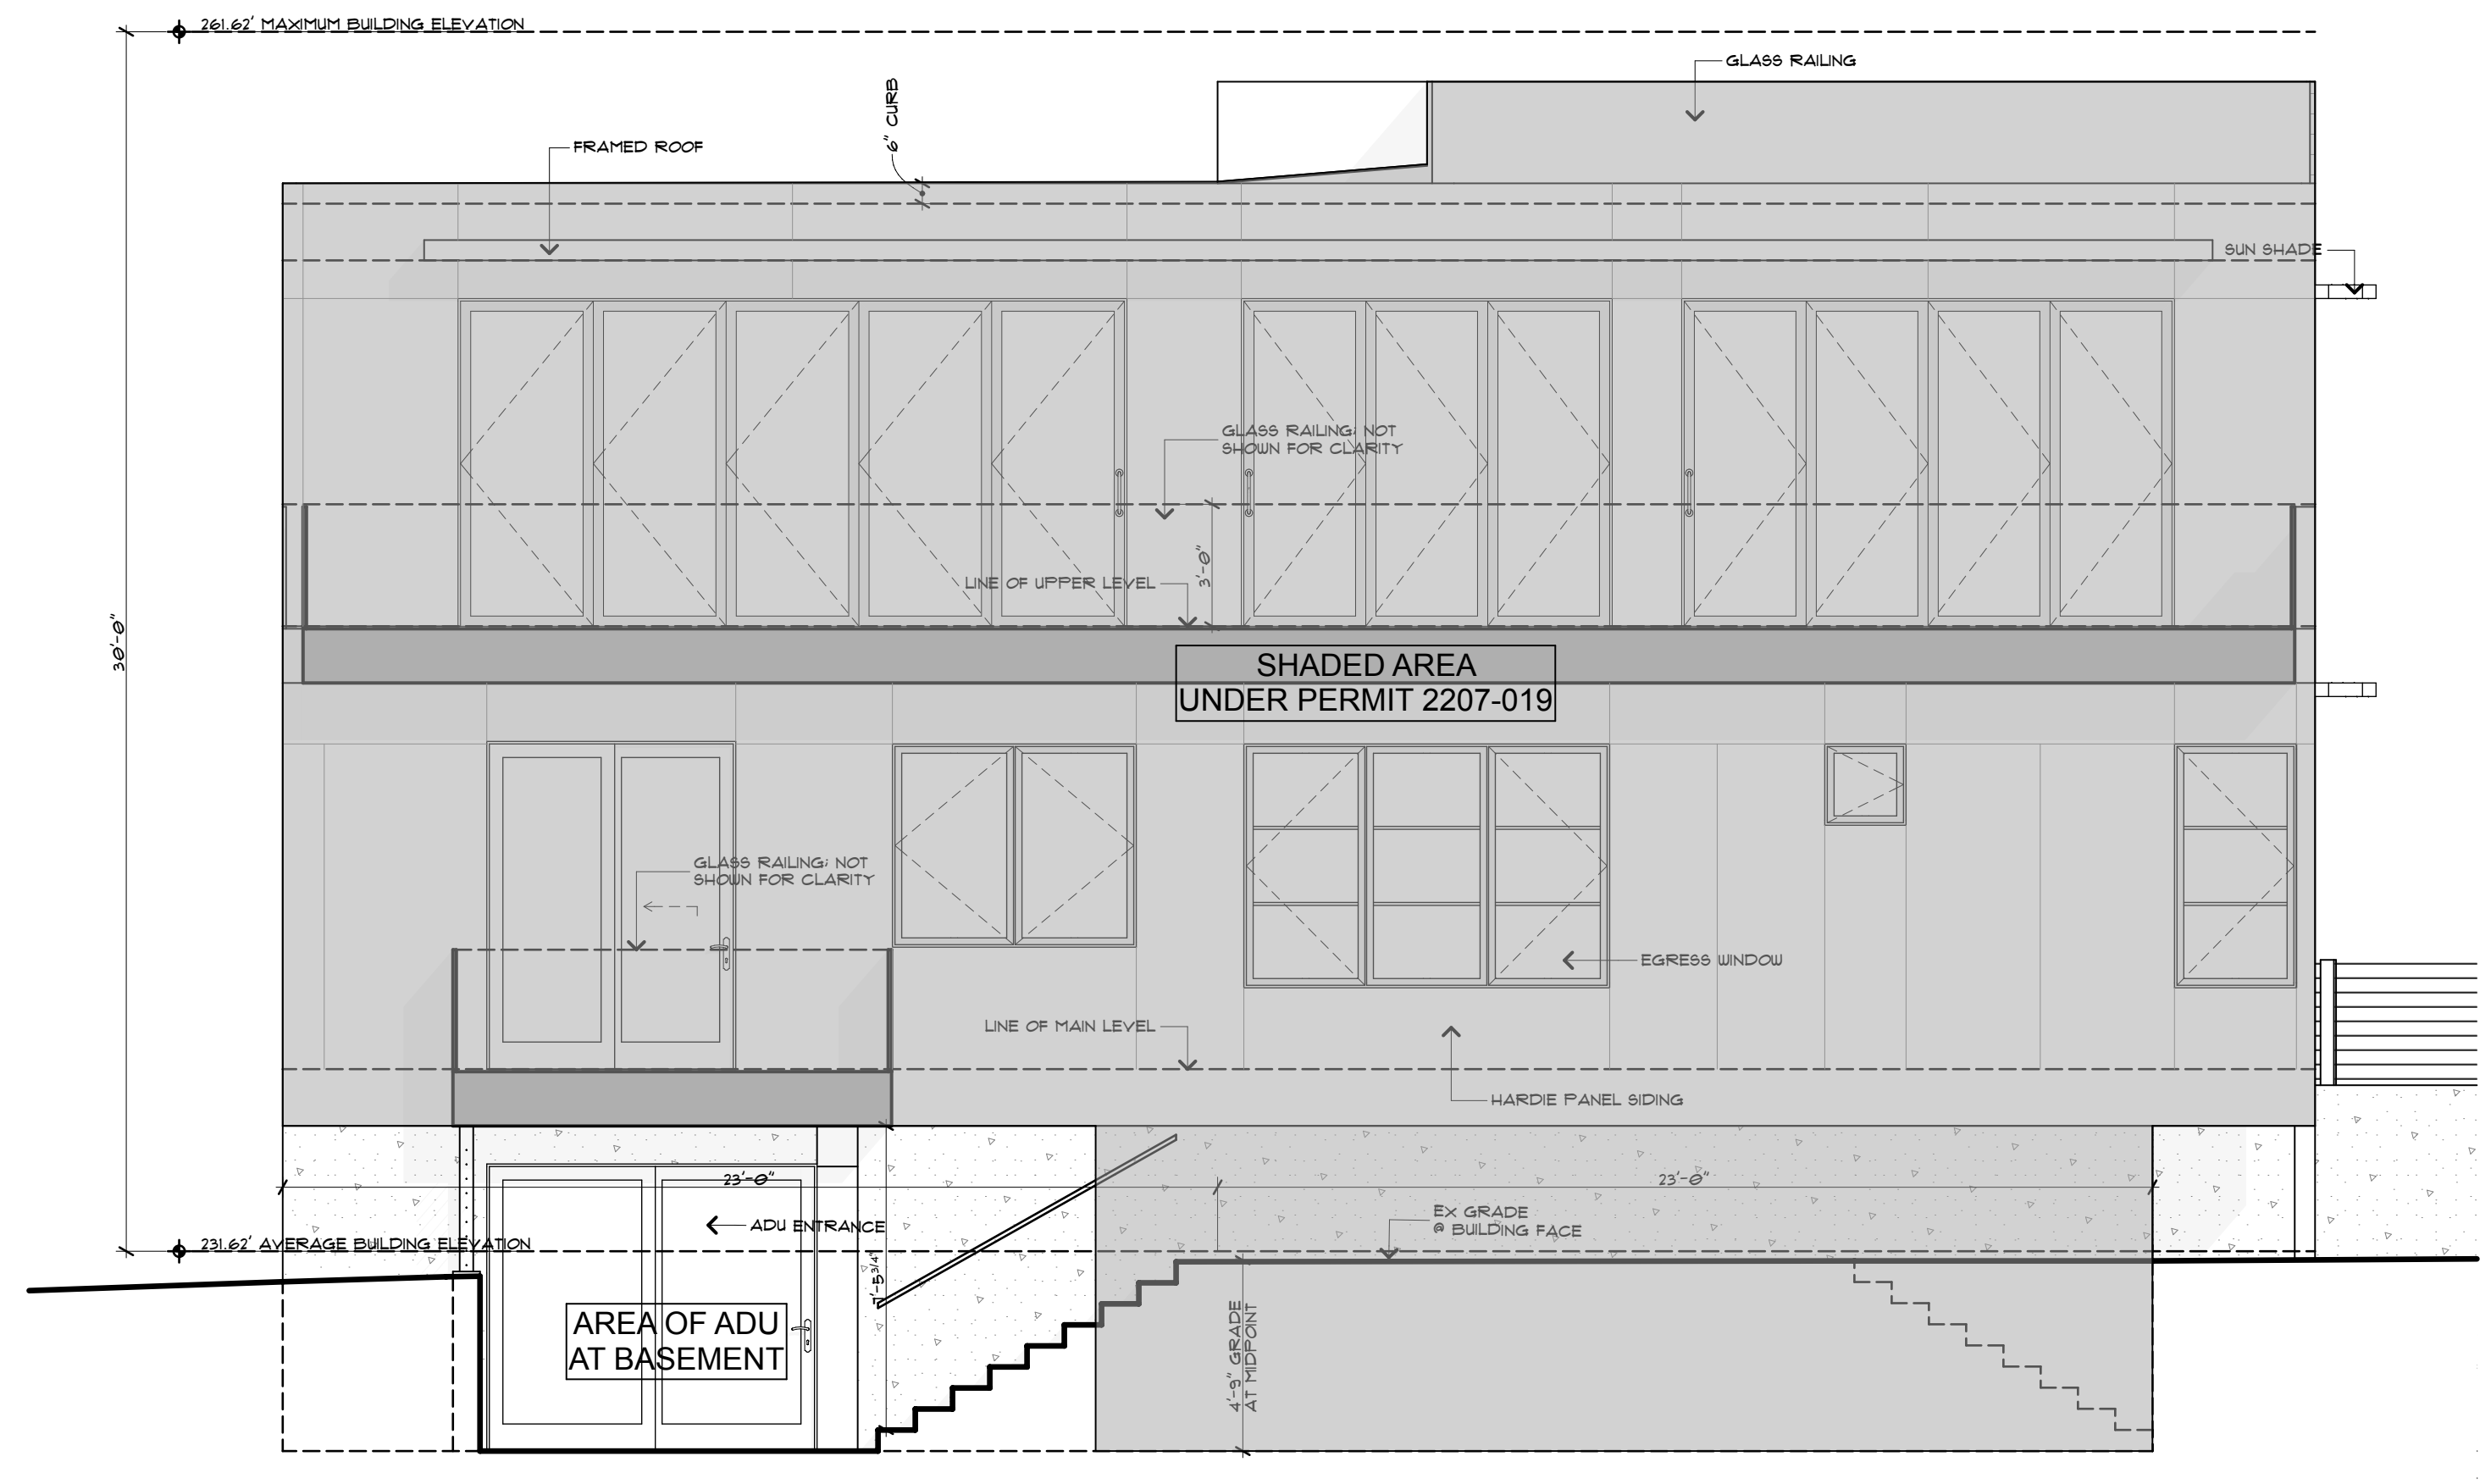 261.62' MAXIMUM BUILDING ELEVATION
GLASS RAILING
6" CURB
FRAMED ROOF
SUN SHADE
GLASS RAILING; NOT
SHOWN FOR CLARITY
3'-0"
LINE OF UPPER LEVEL
30'-0"
SHADED AREA
UNDER PERMIT 2207-019
GLASS RAILING; NOT
SHOWN FOR CLARITY
EGRESS WINDOW
LINE OF MAIN LEVEL
HARDIE PANEL SIDING
23'-0"
23'-0"
ADU ENTRANCE
EX GRADE
@ BUILDING FACE
231.62' AVERAGE BUILDING ELEVATION
7'-5 3/4"
AREA OF ADU
AT BASEMENT
4'-9" GRADE
AT MIDPOINT